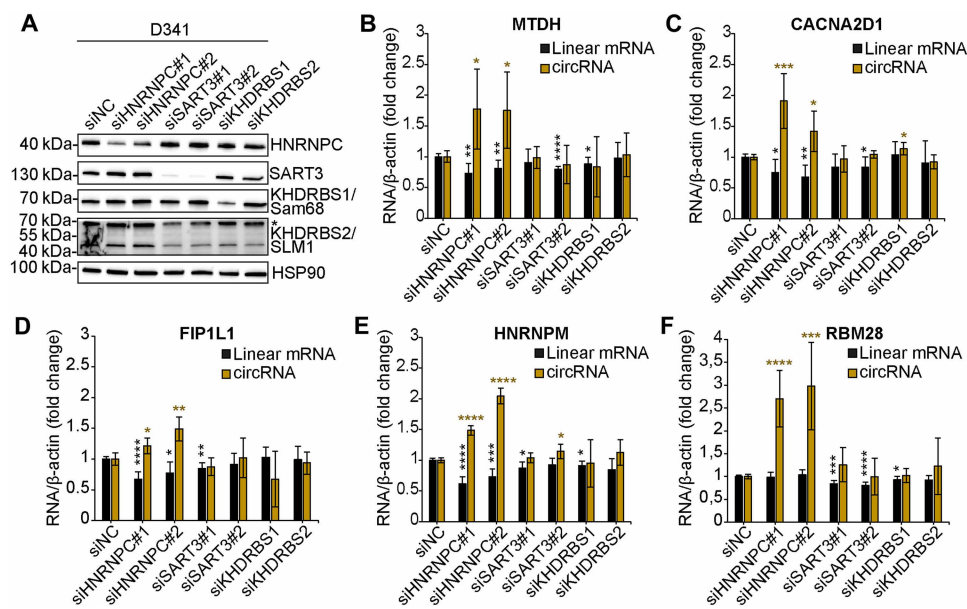 A
D341
siNC
siHNRNPC#1
siHNRNPC#2
siSART3#1
siSART3#2
siKHDRBS1
siKHDRBS2
40 kDa
HNRNPC
130 kDa
SART3
70 kDa
KHDRBS1/
Sam68
70 kDa
55 kDa
40 kDa
*
KHDRBS2/
SLM1
100 kDa
HSP90
B
MTDH
RNA/β-actin (fold change)
3
2.5
2
1.5
1
0.5
0
Linear mRNA
circRNA
** * ** * **** *
siNC
siHNRNPC#1
siHNRNPC#2
siSART3#1
siSART3#2
siKHDRBS1
siKHDRBS2
C
CACNA2D1
RNA/β-actin (fold change)
3
2.5
2
1.5
1
0.5
0
Linear mRNA
circRNA
* *** ** * * *
siNC
siHNRNPC#1
siHNRNPC#2
siSART3#1
siSART3#2
siKHDRBS1
siKHDRBS2
D
FIP1L1
RNA/β-actin (fold change)
3
2.5
2
1.5
1
0.5
0
Linear mRNA
circRNA
**** * * ** **
siNC
siHNRNPC#1
siHNRNPC#2
siSART3#1
siSART3#2
siKHDRBS1
siKHDRBS2
E
HNRNPM
RNA/β-actin (fold change)
3
2.5
2
1.5
1
0.5
0
Linear mRNA
circRNA
**** **** *** **** * * *
siNC
siHNRNPC#1
siHNRNPC#2
siSART3#1
siSART3#2
siKHDRBS1
siKHDRBS2
F
RBM28
RNA/β-actin (fold change)
4
3,5
3
2,5
2
1,5
1
0,5
0
Linear mRNA
circRNA
**** *** *** **** *
siNC
siHNRNPC#1
siHNRNPC#2
siSART3#1
siSART3#2
siKHDRBS1
siKHDRBS2